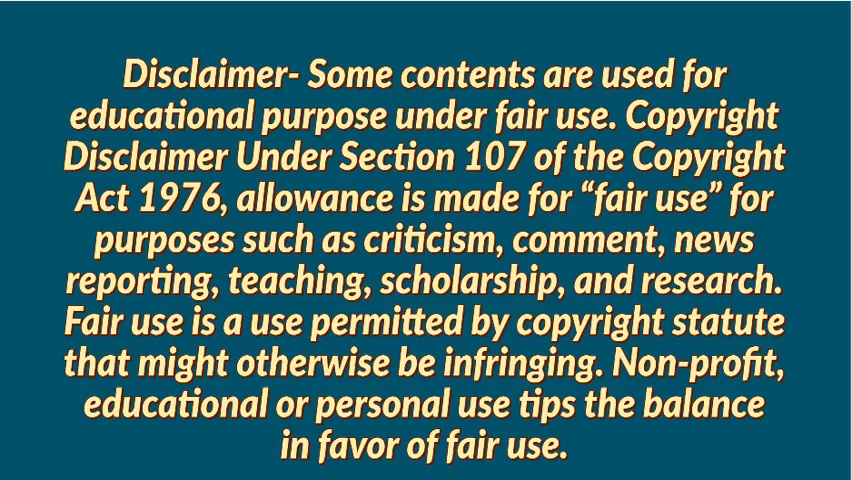 Disclaimer- Some contents are used for
educational purpose under fair use. Copyright
Disclaimer Under Section 107 of the Copyright
Act 1976, allowance is made for “fair use” for
purposes such as criticism, comment, news
reporting, teaching, scholarship, and research.
Fair use is a use permitted by copyright statute
that might otherwise be infringing. Non-profit,
educational or personal use tips the balance
in favor of fair use.